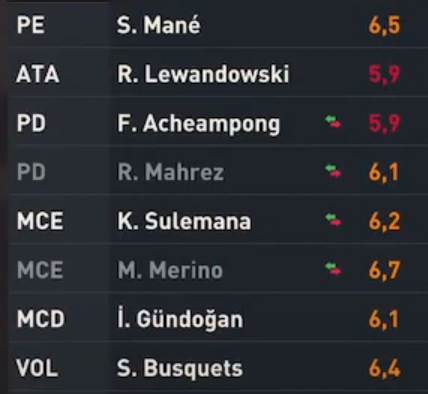 PE S. Mané 6,5
ATA R. Lewandowski 5,9
PD F. Acheampong 5,9
PD R. Mahrez 6,1
MCE K. Sulemana 6,2
MCE M. Merino 6,7
MCD İ. Gündoğan 6,1
VOL S. Busquets 6,4